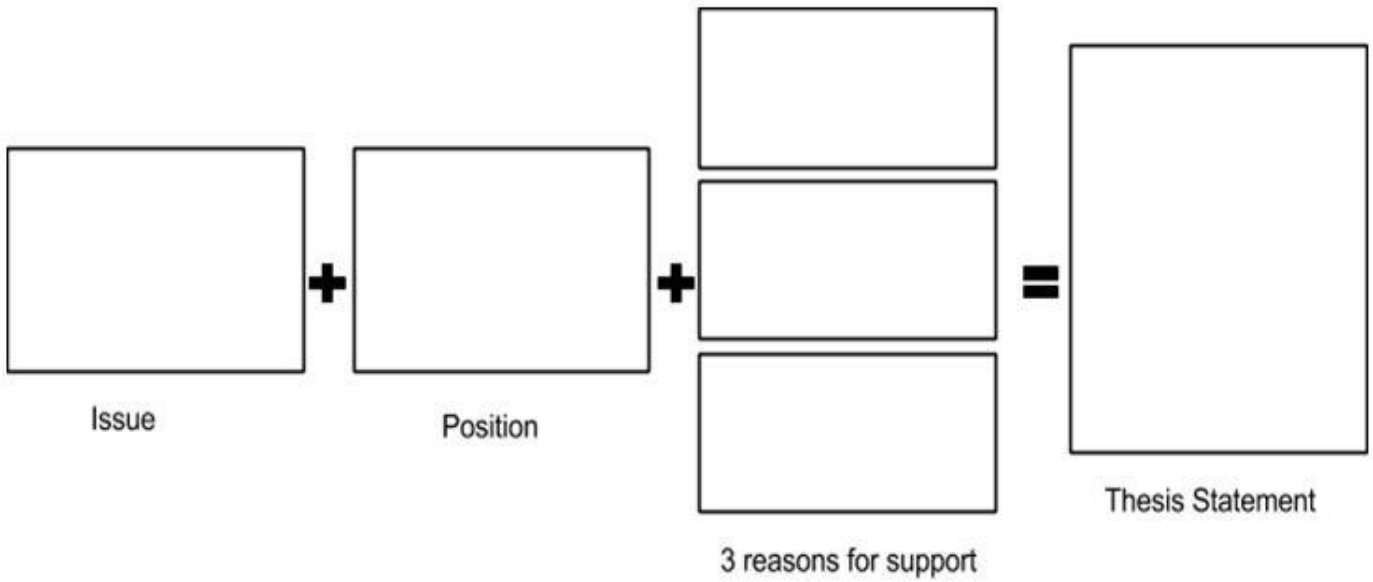 Issue
Position
3 reasons for support
Thesis Statement